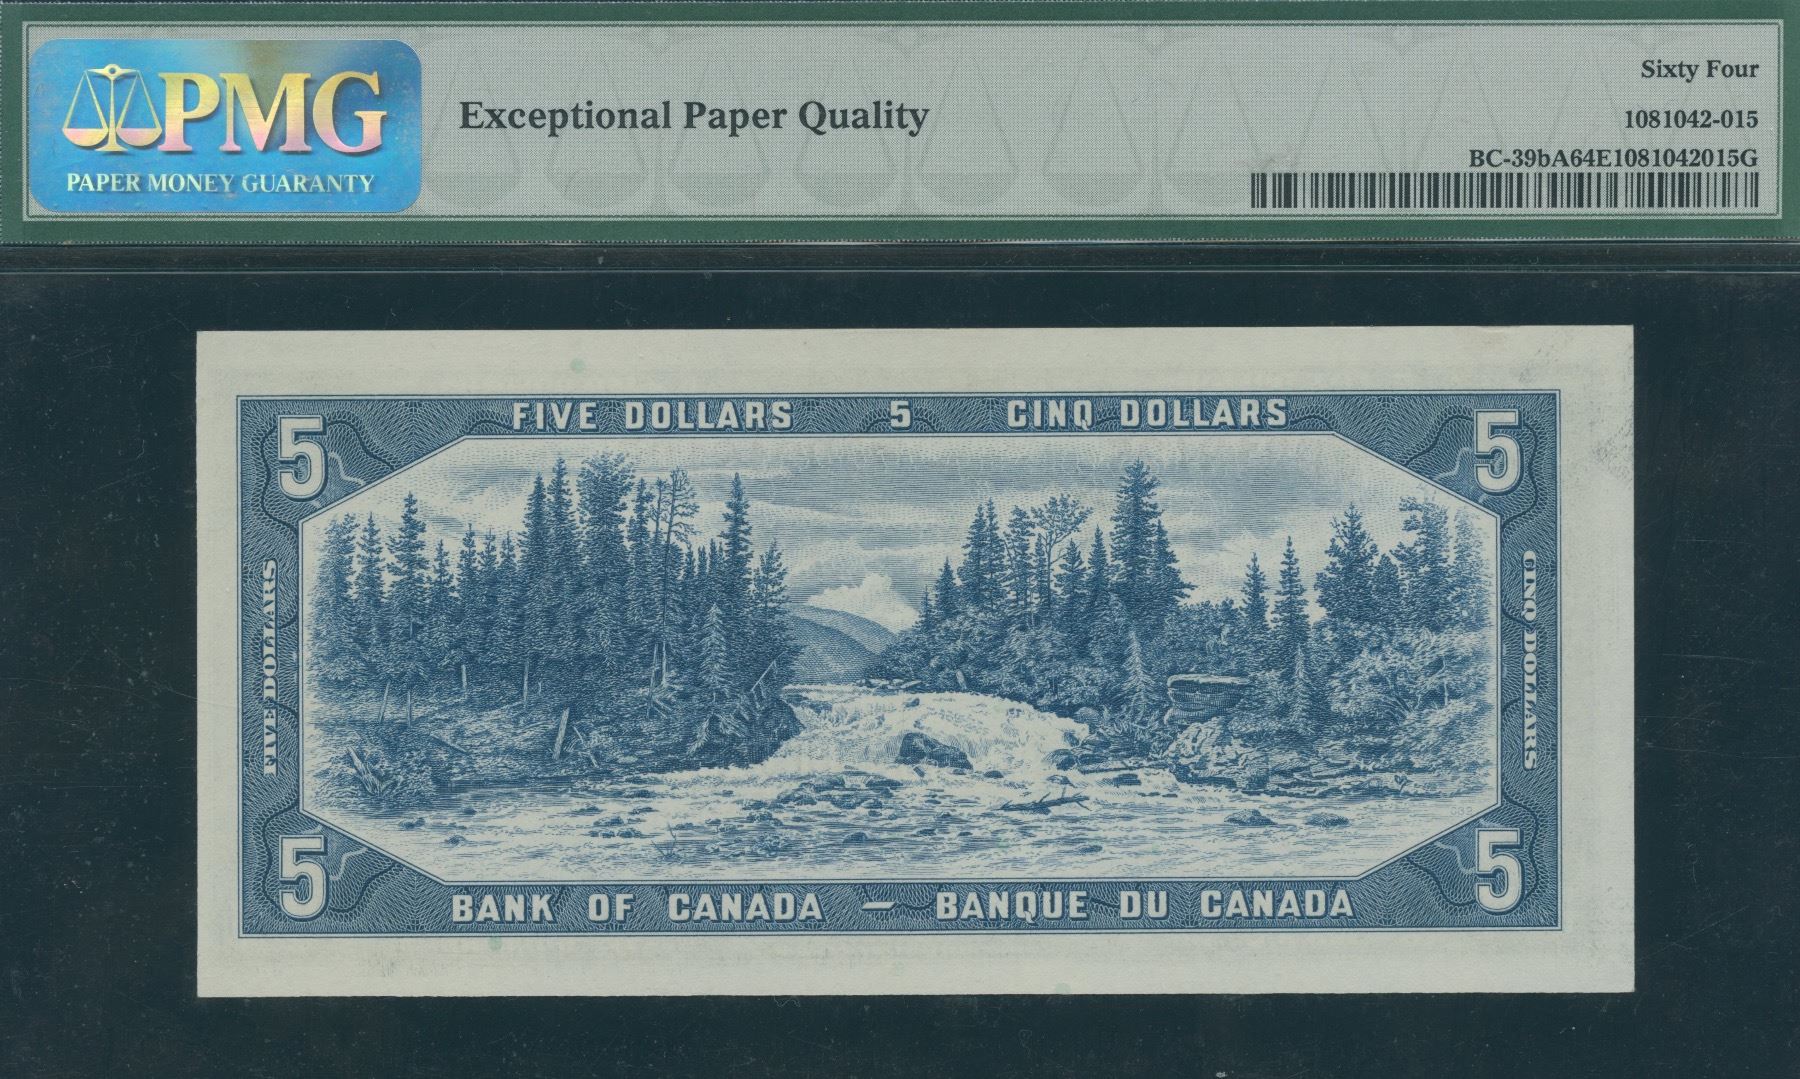 PMG
PAPER MONEY GUARANTY
Exceptional Paper Quality
Sixty Four
1081042-015
BC-39bA64E1081042015G
5 FIVE DOLLARS 5 CINQ DOLLARS 5
FIVE DOLLARS
CINQ DOLLARS
5 BANK OF CANADA — BANQUE DU CANADA 5